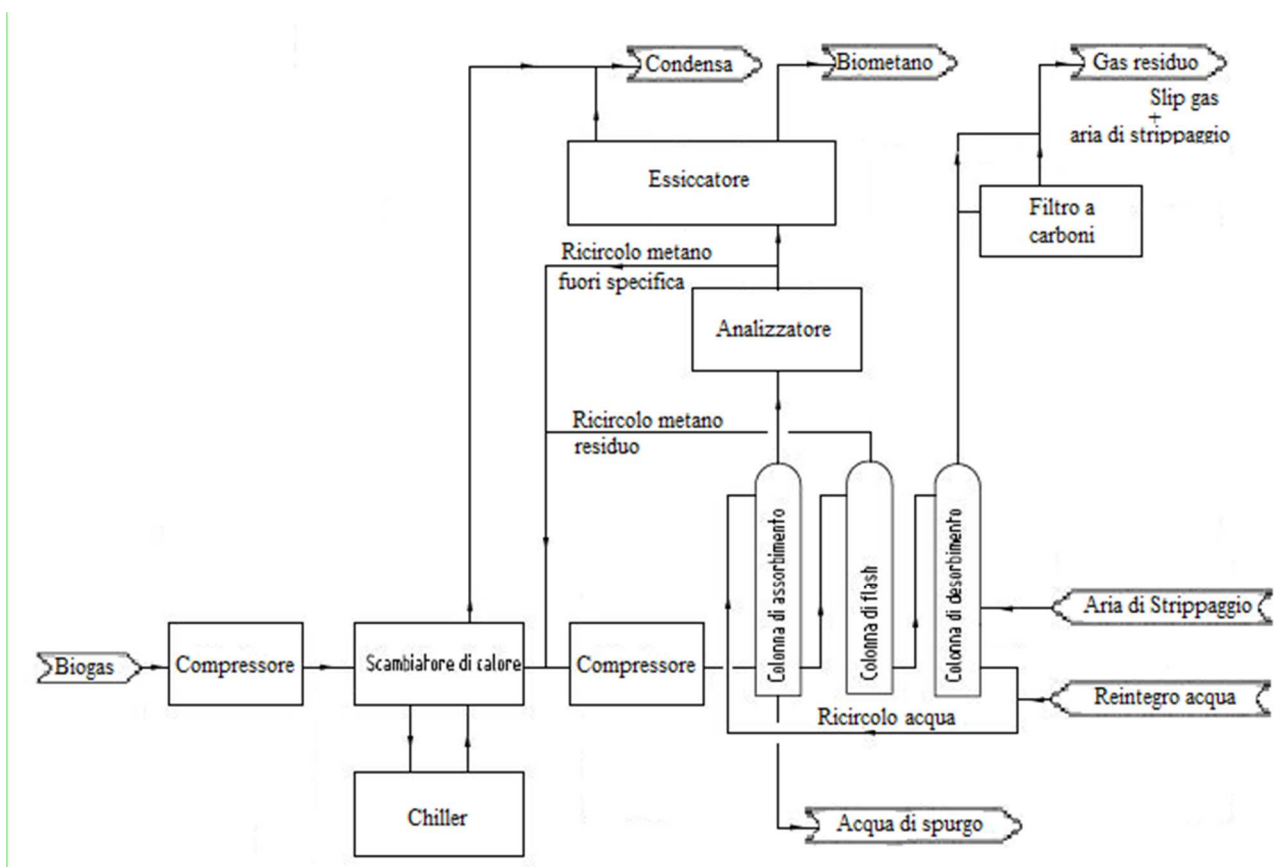 Condensa
Biometano
Gas residuo
Slip gas
+
aria di strippaggio
Essiccatore
Filtro a
carboni
Ricircolo metano
fuori specifica
Analizzatore
Ricircolo metano
residuo
Colonna di assorbimento
Colonna di flash
Colonna di desorbimento
Aria di Strippaggio
Biogas
Compressore
Scambiatore di calore
Compressore
Reintegro acqua
Ricircolo acqua
Chiller
Acqua di spurgo